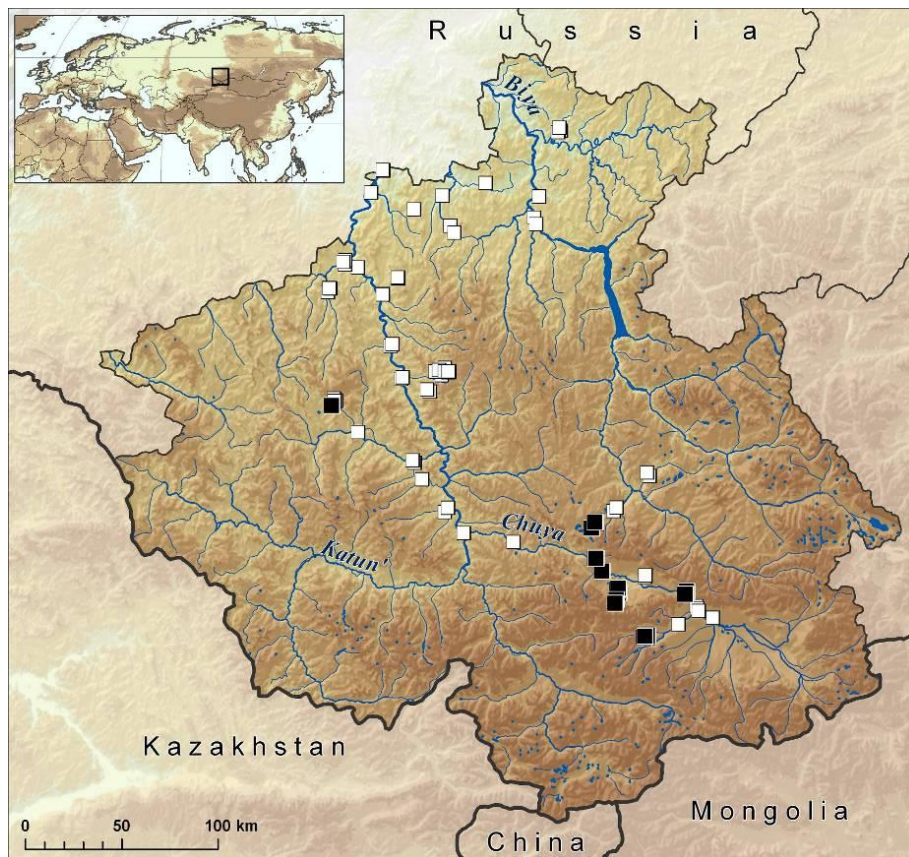 Russia
Biya
Chuya
Katun'
Kazakhstan
Mongolia
China
0 50 100 km